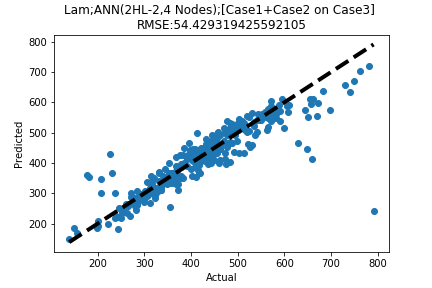 Lam;ANN(2HL-2,4 Nodes);[Case1+Case2 on Case3]
RMSE:54.429319425592105
800
700
600
500
400
300
200
Predicted
200 300 400 500 600 700 800
Actual